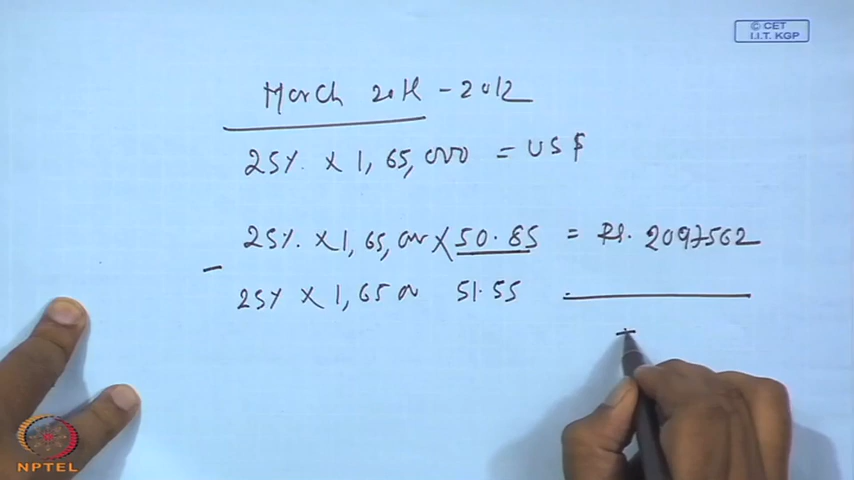 © CET
I.I.T. KGP
March 2011 - 2012
25% × 1,65,000 = US $
25% × 1,65,000 × 50.85 = Rs. 2097562
- 25% × 1,65,000 51.55
NPTEL